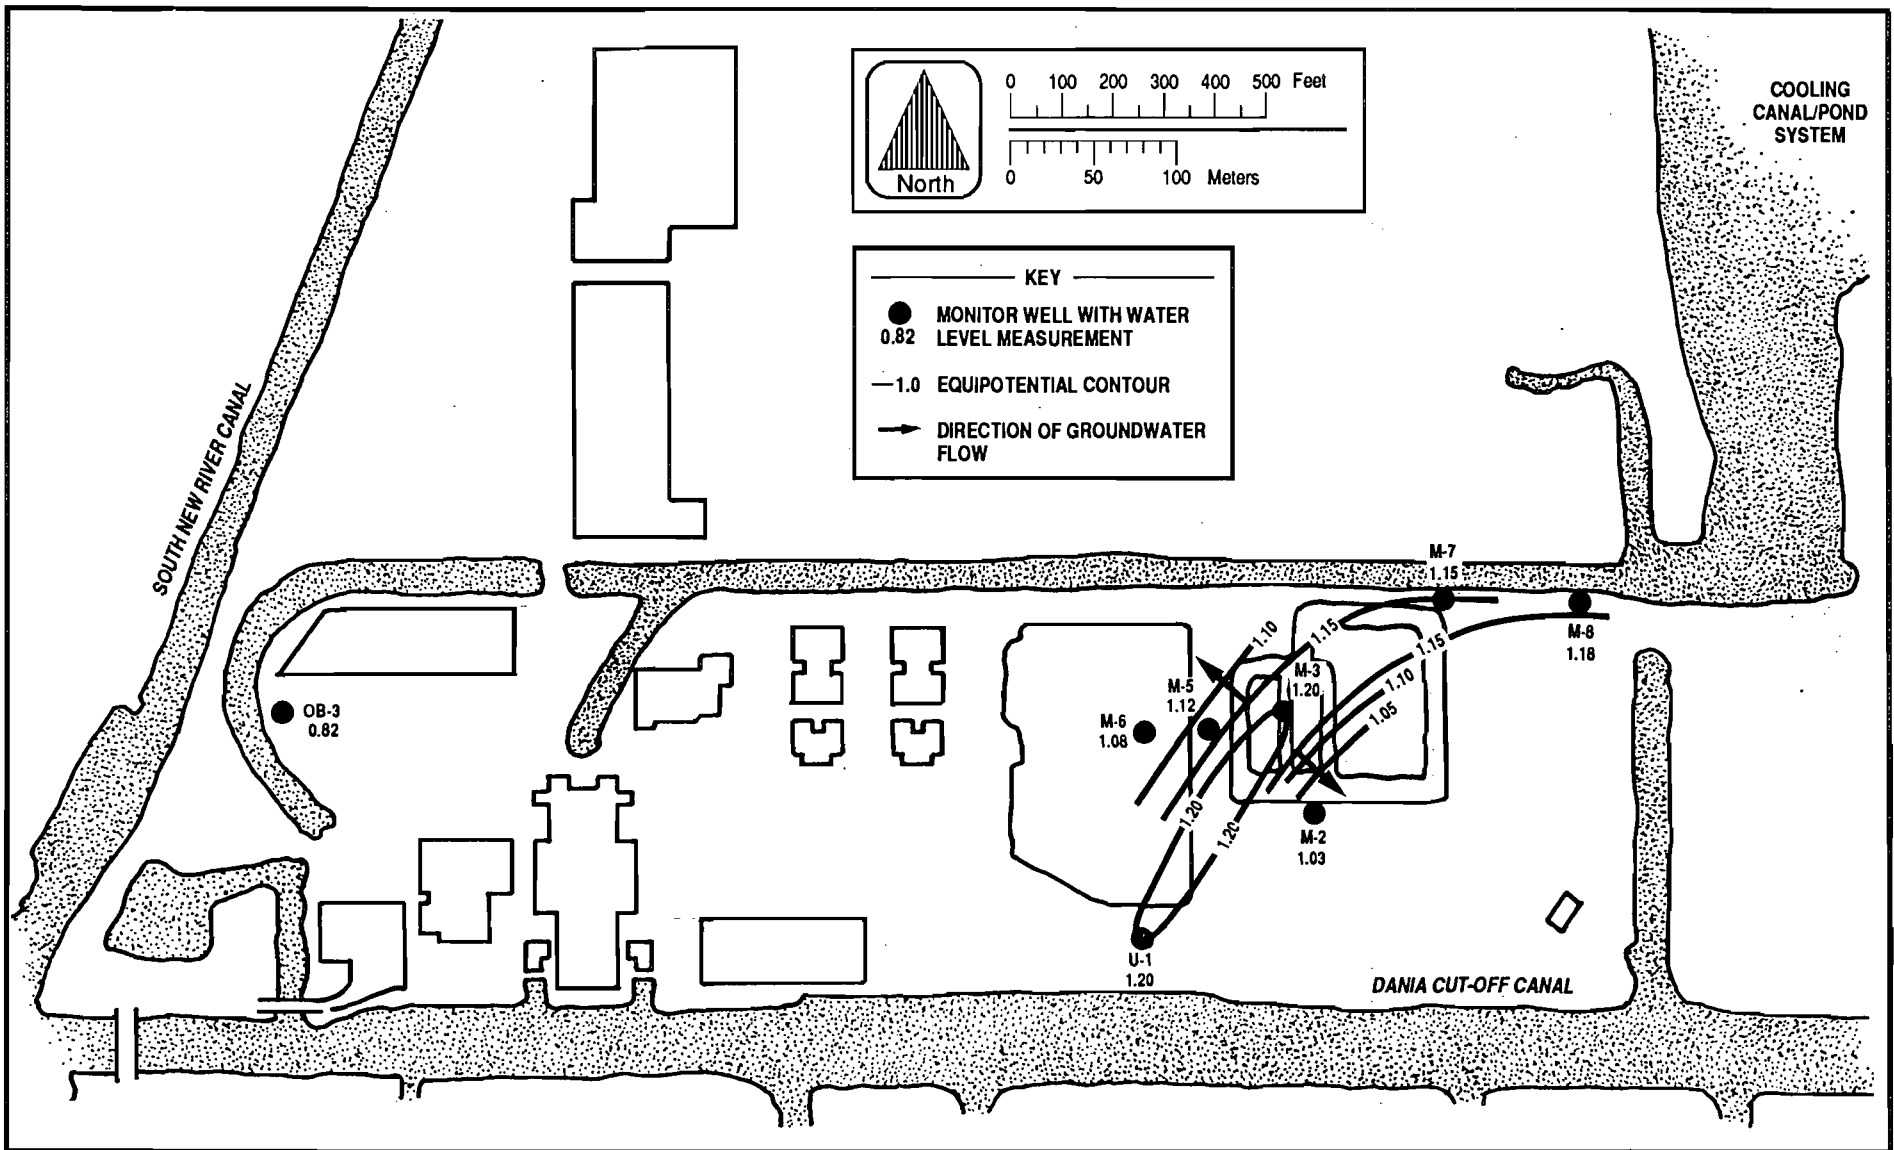 0 100 200 300 400 500 Feet
North
0 50 100 Meters
COOLING
CANAL/POND
SYSTEM
KEY
MONITOR WELL WITH WATER
LEVEL MEASUREMENT
0.82
1.0 EQUIPOTENTIAL CONTOUR
DIRECTION OF GROUNDWATER
FLOW
SOUTH NEW RIVER CANAL
M-7
1.15
M-8
1.18
1.10
1.15
1.15
M-3
1.20
1.10
1.05
M-5
1.12
M-6
1.08
OB-3
0.82
1.20
1.20
M-2
1.03
U-1
1.20
DANIA CUT-OFF CANAL